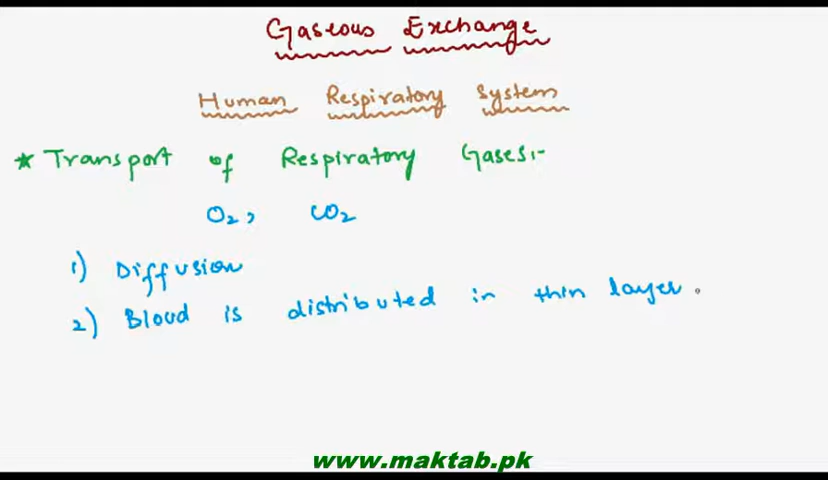 Gaseous Exchange
Human Respiratory System
* Transport of Respiratory Gases:-
O2, CO2
1) Diffusion
2) Blood is distributed in thin layer.
www.maktab.pk